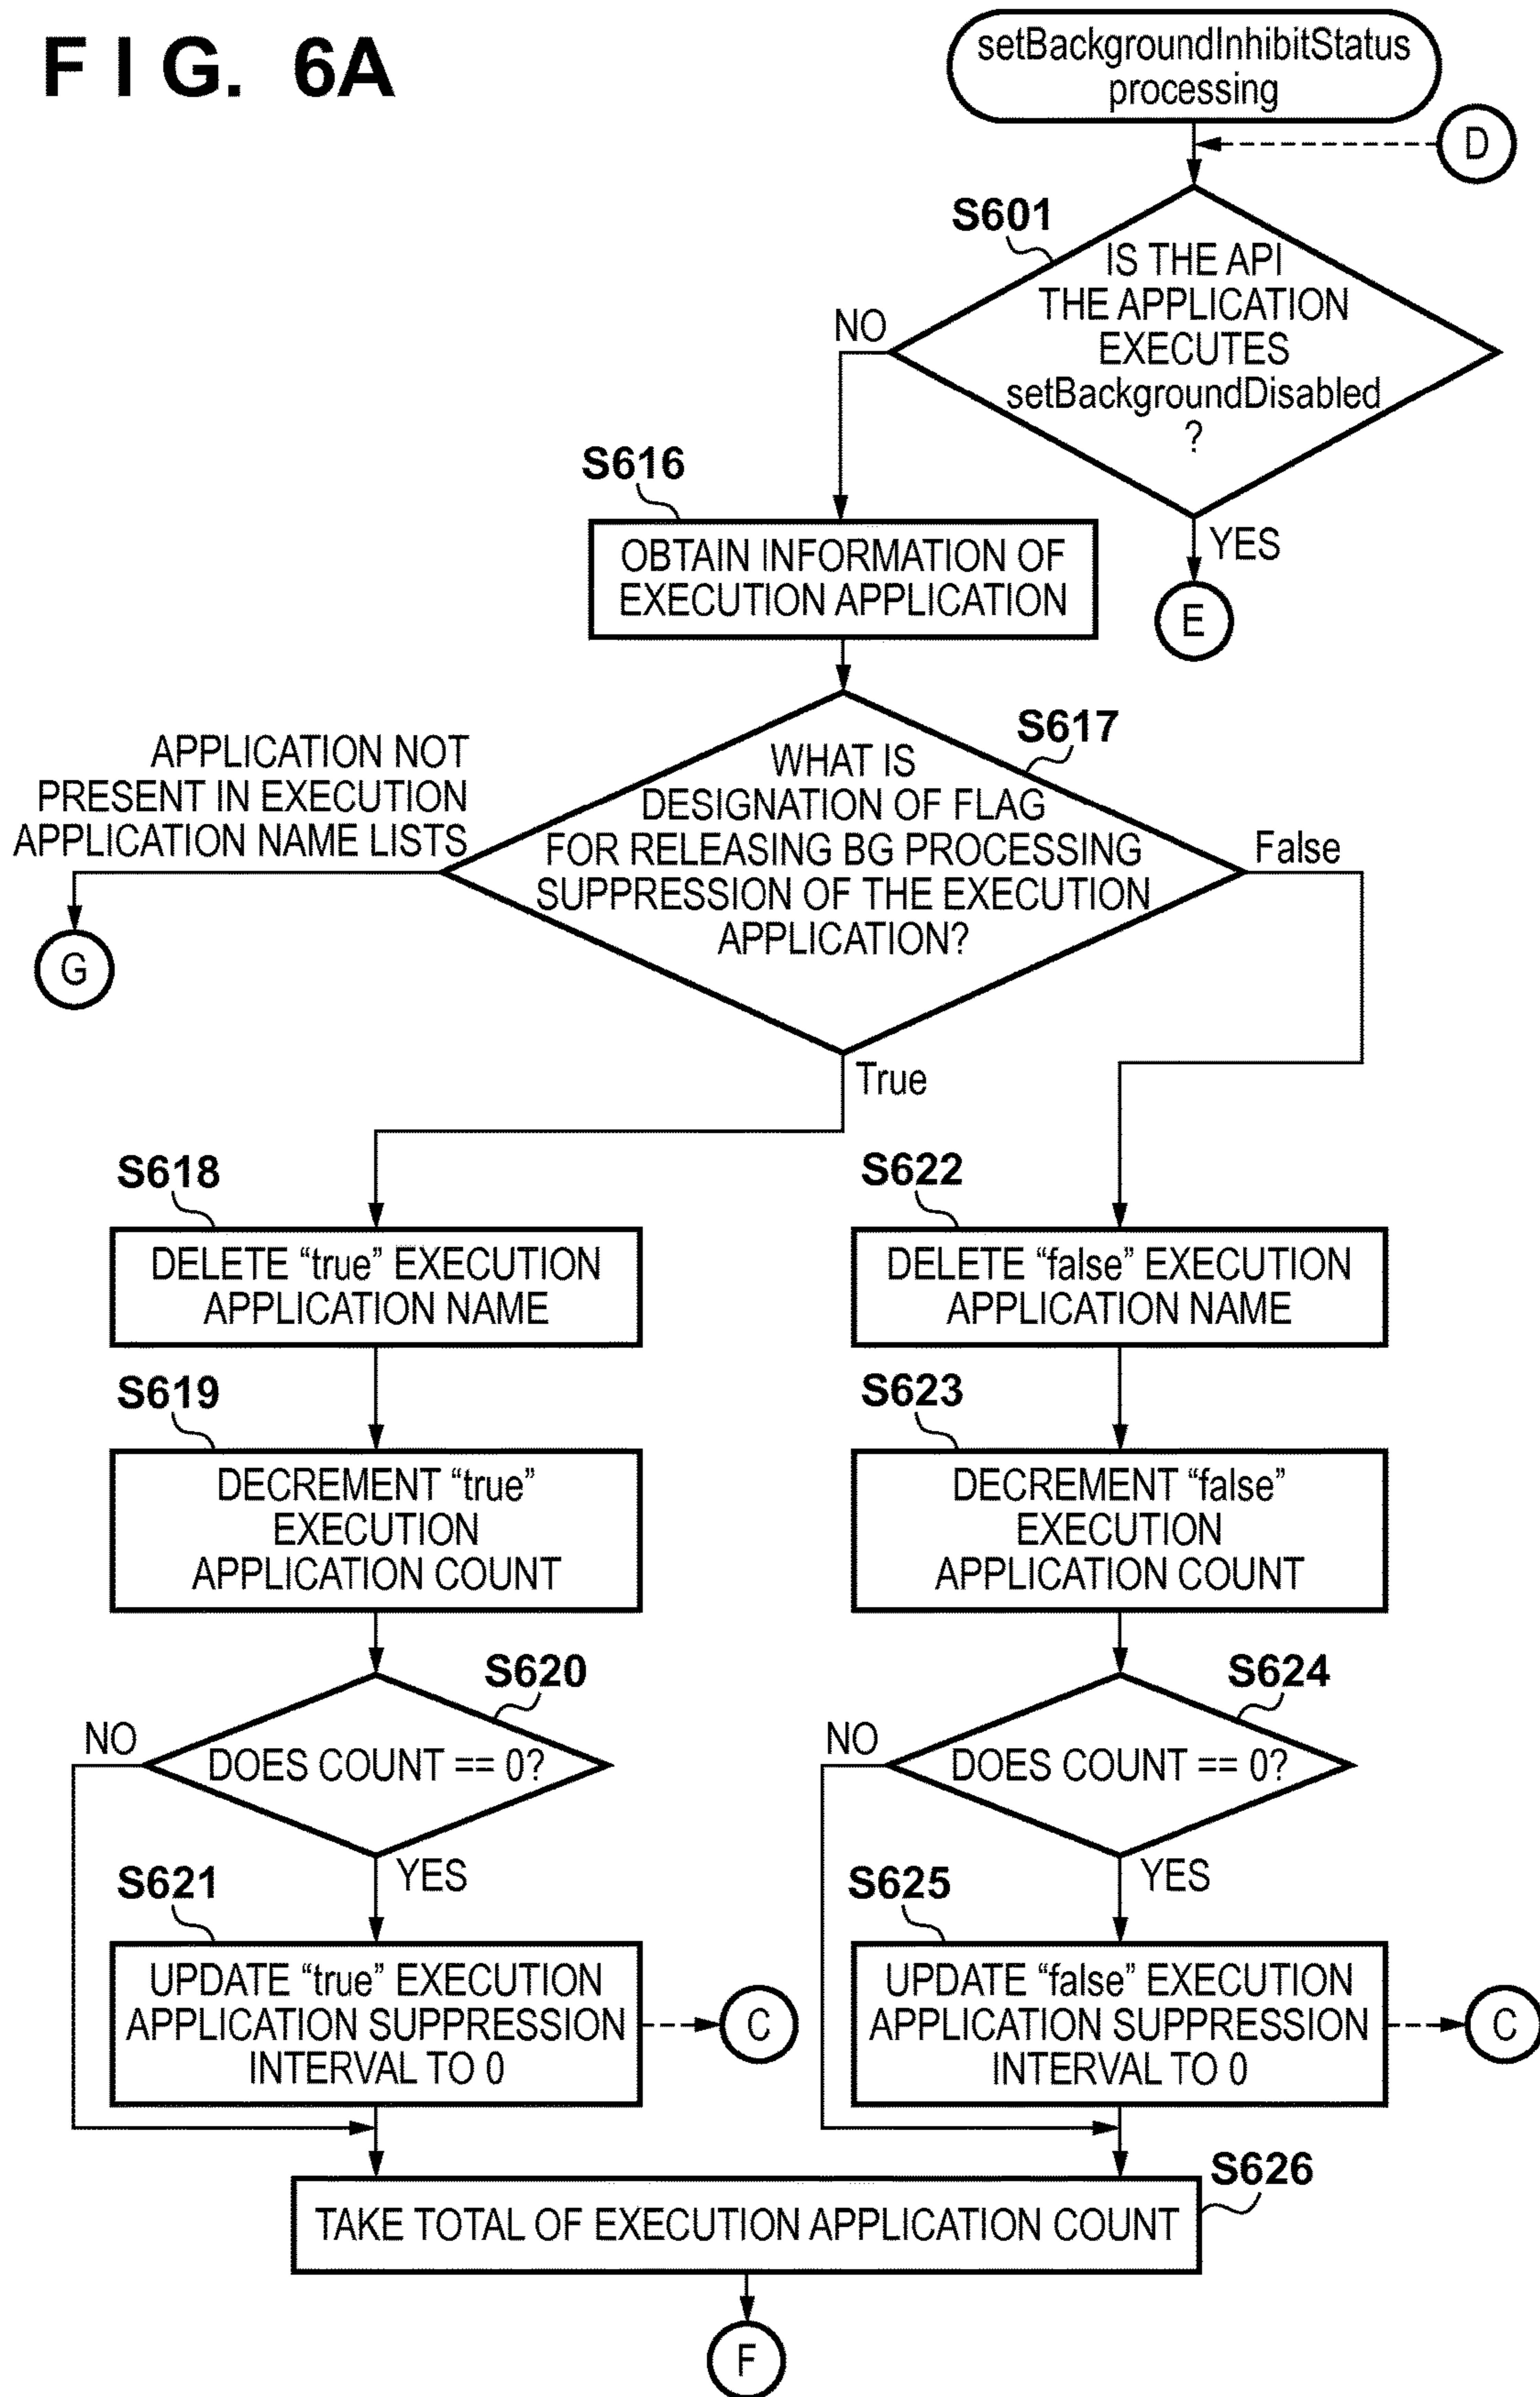 FIG. 6A
setBackgroundInhibitStatus
processing
D
S601
IS THE API
THE APPLICATION
EXECUTES
setBackgroundDisabled
?
NO
YES
E
S616
OBTAIN INFORMATION OF
EXECUTION APPLICATION
S617
WHAT IS
DESIGNATION OF FLAG
FOR RELEASING BG PROCESSING
SUPPRESSION OF THE EXECUTION
APPLICATION?
APPLICATION NOT
PRESENT IN EXECUTION
APPLICATION NAME LISTS
G
False
True
S618
DELETE “true” EXECUTION
APPLICATION NAME
S619
DECREMENT “true”
EXECUTION
APPLICATION COUNT
S620
DOES COUNT == 0?
NO
YES
S621
UPDATE “true” EXECUTION
APPLICATION SUPPRESSION
INTERVAL TO 0
C
S622
DELETE “false” EXECUTION
APPLICATION NAME
S623
DECREMENT “false”
EXECUTION
APPLICATION COUNT
S624
DOES COUNT == 0?
NO
YES
S625
UPDATE “false” EXECUTION
APPLICATION SUPPRESSION
INTERVAL TO 0
C
S626
TAKE TOTAL OF EXECUTION APPLICATION COUNT
F